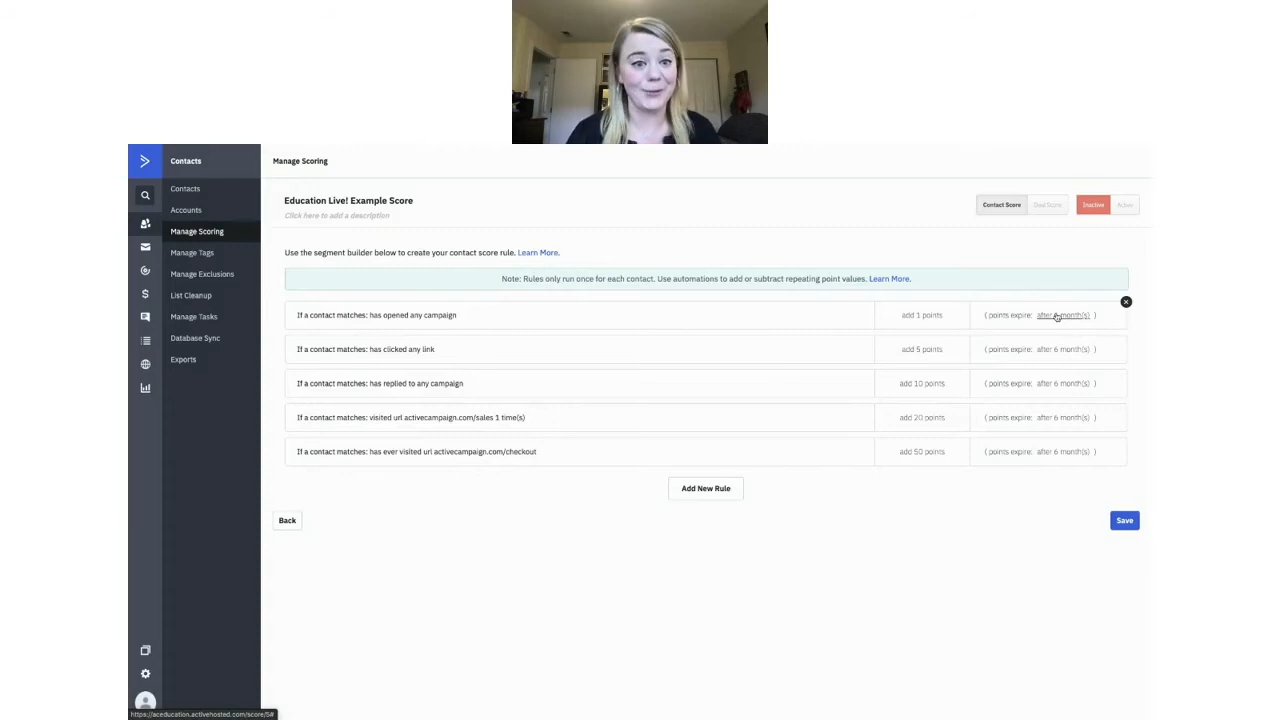 Contacts
Manage Scoring
Contacts
Accounts
Manage Scoring
Manage Tags
Manage Exclusions
List Cleanup
Manage Tasks
Database Sync
Exports
Education Live! Example Score
Click here to add a description
Contact Score
Deal Score
Inactive
Active
Use the segment builder below to create your contact score rule. Learn More.
Note: Rules only run once for each contact. Use automations to add or subtract repeating point values. Learn More.
If a contact matches: has opened any campaign add 1 points ( points expire: after 6 month(s) )
If a contact matches: has clicked any link add 5 points ( points expire: after 6 month(s) )
If a contact matches: has replied to any campaign add 10 points ( points expire: after 6 month(s) )
If a contact matches: visited url activecampaign.com/sales 1 time(s) add 20 points ( points expire: after 6 month(s) )
If a contact matches: has ever visited url activecampaign.com/checkout add 50 points ( points expire: after 6 month(s) )
Add New Rule
Back
Save
https://aceducation.activehosted.com/score/5#